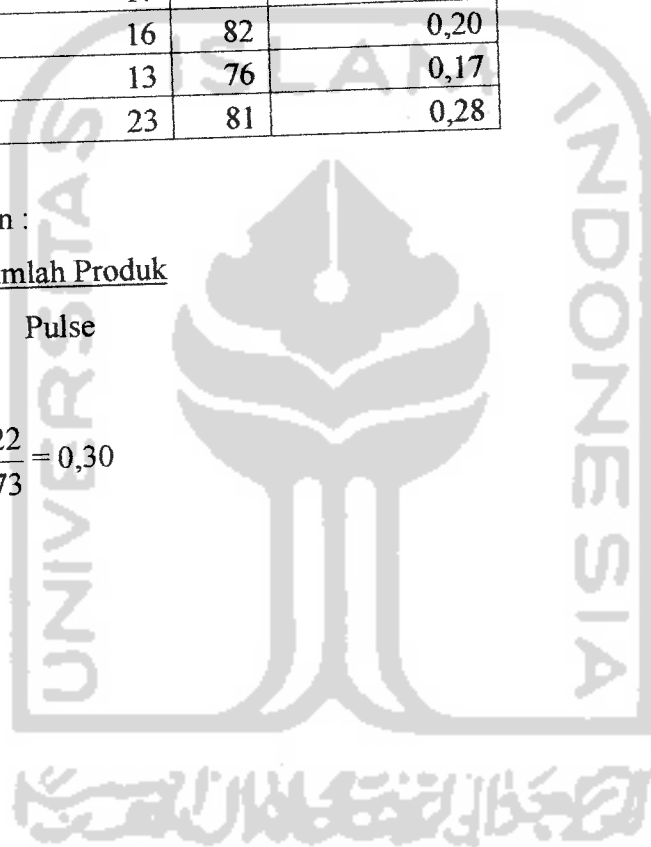 16 82 0,20
13 76 0,17
23 81 0,28
n :
mlah Produk
Pulse
22
73 = 0,30
ISLAM
UNIVERSITAS
INDONESIA